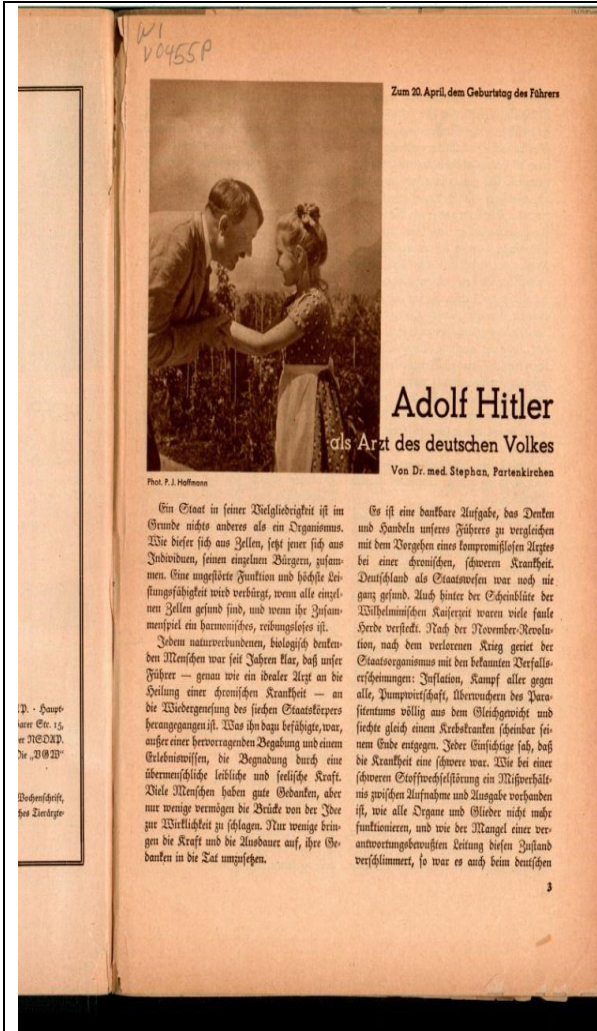 W1
V0455P
Zum 20. April, dem Geburtstag des Führers
Adolf Hitler
als Arzt des deutschen Volkes
Von Dr. med. Stephan, Partenkirchen
Phot. P. J. Hoffmann
Ein Staat in seiner Vielgliedrigkeit ist im
Grunde nichts anderes als ein Organismus.
Wie dieser sich aus Zellen, setzt jener sich aus
Individuen, seinen einzelnen Bürgern, zusam-
men. Eine ungestörte Funktion und höchste Lei-
stungsfähigkeit wird verbürgt, wenn alle einzel-
nen Zellen gesund sind, und wenn ihr Zusam-
menspiel ein harmonisches, reibungsloses ist.
Jedem naturverbundenen, biologisch denken-
den Menschen war seit Jahren klar, daß unser
Führer — genau wie ein idealer Arzt an die
Heilung einer chronischen Krankheit — an
die Wiedergenesung des siechen Staatskörpers
herangegangen ist. Was ihn dazu befähigte, war,
außer einer hervorragenden Begabung und einem
Erlebniswissen, die Begnadung durch eine
übermenschliche leibliche und seelische Kraft.
Viele Menschen haben gute Gedanken, aber
nur wenige vermögen die Brücke von der Idee
zur Wirklichkeit zu schlagen. Nur wenige brin-
gen die Kraft und die Ausdauer auf, ihre Ge-
danken in die Tat umzusetzen.
Es ist eine dankbare Aufgabe, das Denken
und Handeln unseres Führers zu vergleichen
mit dem Vorgehen eines kompromißlosen Arztes
bei einer chronischen, schweren Krankheit.
Deutschland als Staatswesen war noch nie
ganz gesund. Auch hinter der Scheinblüte der
Wilhelminischen Kaiserzeit waren viele faule
Herde versteckt. Nach der November-Revolu-
tion, nach dem verlorenen Krieg geriet der
Staatsorganismus mit den bekannten Verfalls-
erscheinungen: Inflation, Kampf aller gegen
alle, Pumpwirtschaft, Überwuchern des Para-
sitentums völlig aus dem Gleichgewicht und
siechte gleich einem Krebskranken scheinbar sei-
nem Ende entgegen. Jeder Einsichtige sah, daß
die Krankheit eine schwere war. Wie bei einer
schweren Stoffwechselstörung ein Mißverhält-
nis zwischen Aufnahme und Ausgabe vorhanden
ist, wie alle Organe und Glieder nicht mehr
funktionieren, und wie der Mangel einer ver-
antwortungsbewußten Leitung diesen Zustand
verschlimmert, so war es auch beim deutschen
3
P. · Haupt-
Str. 15,
er NSDAP.
Die „VGW“
Wochenschrift,
hes Tierärzte-